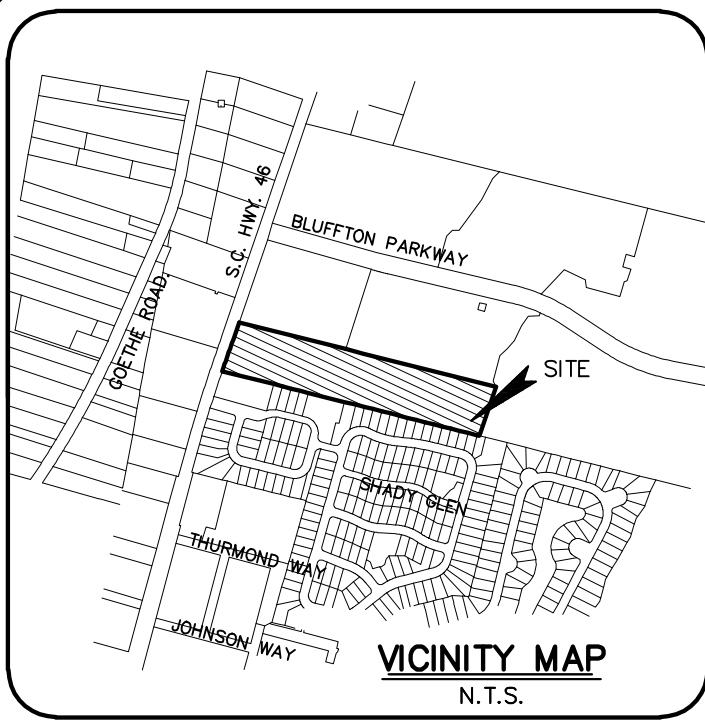 S.C. HWY. 46
BLUFFTON PARKWAY
GOETHE ROAD.
SITE
SHADY GLEN
THURMOND WAY
JOHNSON WAY
VICINITY MAP
N.T.S.